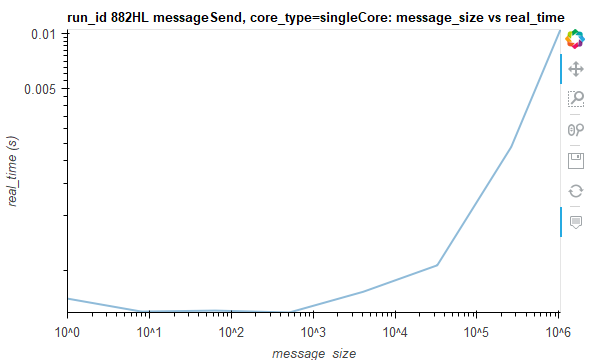 run_id 882HL messageSend, core_type=singleCore: message_size vs real_time
0.01
0.005
real_time (s)
10^0 10^1 10^2 10^3 10^4 10^5 10^6
message_size